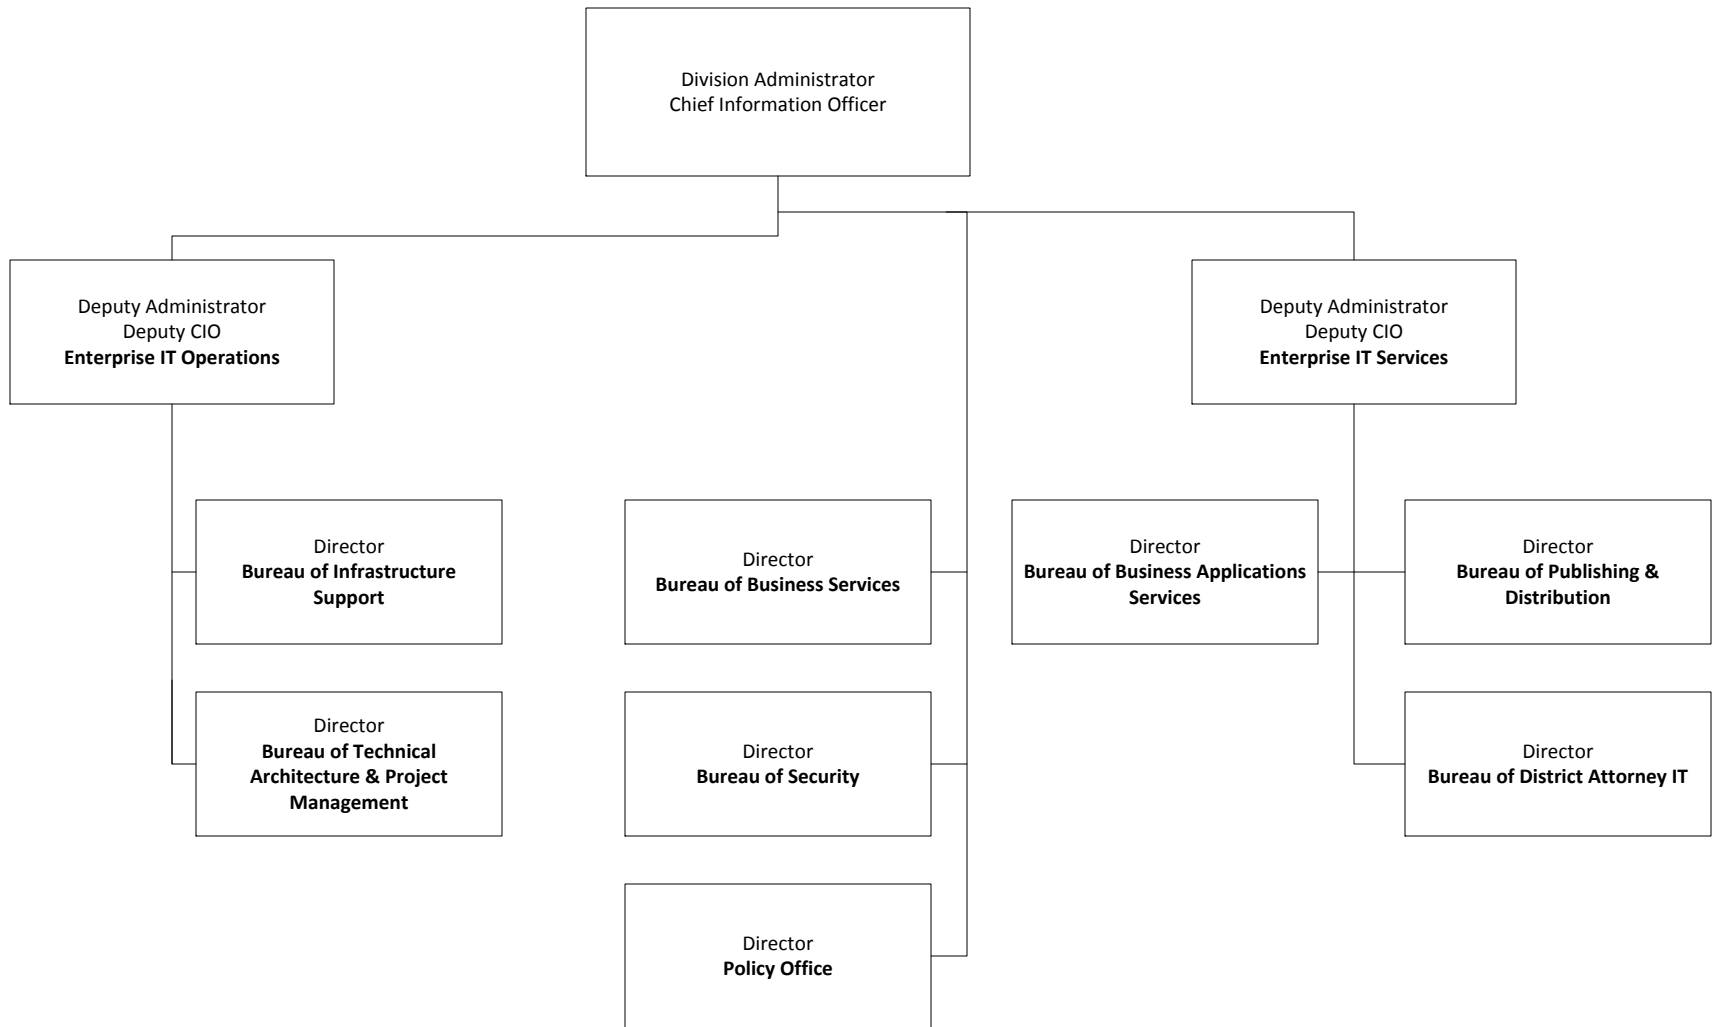 Division Administrator
Chief Information Officer
Deputy Administrator
Deputy CIO
Enterprise IT Operations
Deputy Administrator
Deputy CIO
Enterprise IT Services
Director
Bureau of Infrastructure
Support
Director
Bureau of Business Services
Director
Bureau of Business Applications
Services
Director
Bureau of Publishing &
Distribution
Director
Bureau of Technical
Architecture & Project
Management
Director
Bureau of Security
Director
Bureau of District Attorney IT
Director
Policy Office